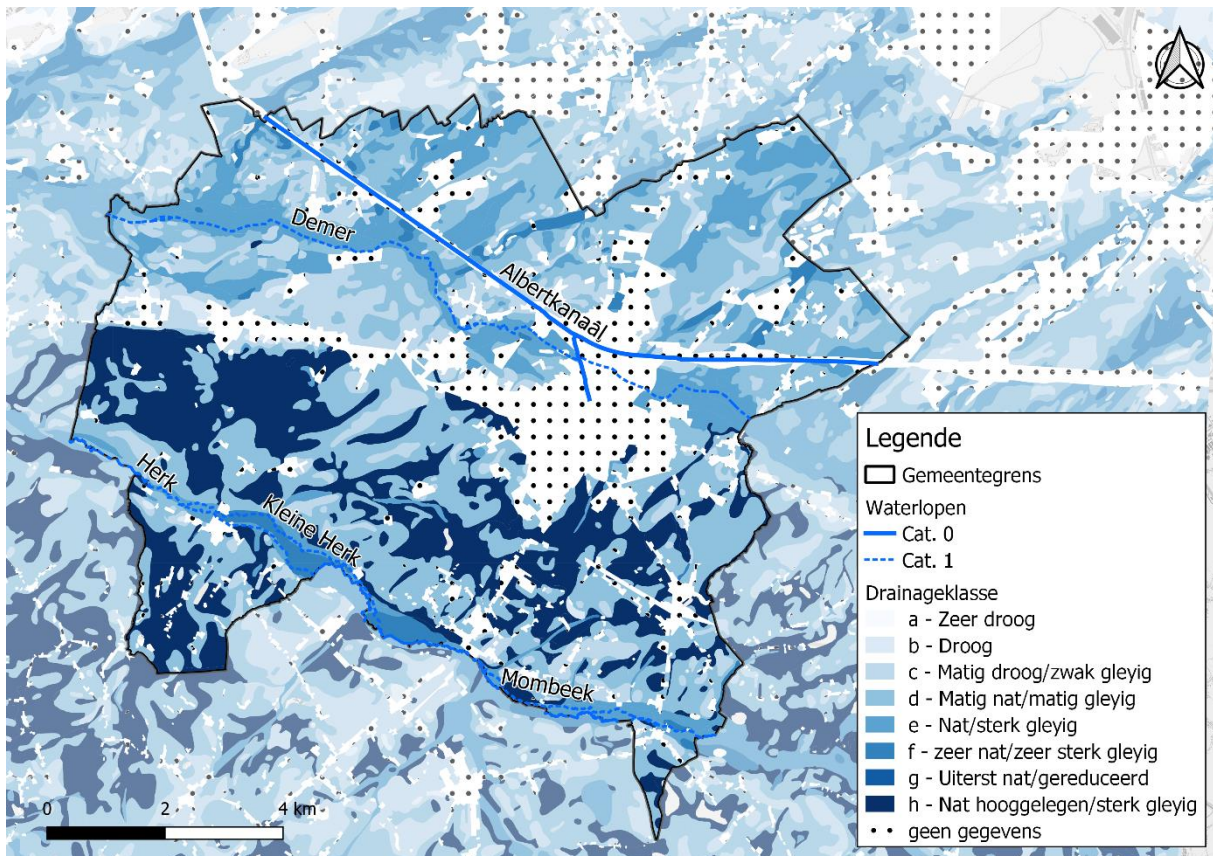 Demer
Albertkanaal
Herk
Kleine Herk
Mombeek
0 2 4 km
Legende
Gemeentegrens
Waterlopen
Cat. 0
Cat. 1
Drainageklasse
a - Zeer droog
b - Droog
c - Matig droog/zwak gleyig
d - Matig nat/matig gleyig
e - Nat/sterk gleyig
f - zeer nat/zeer sterk gleyig
g - Uiterst nat/gereduceerd
h - Nat hooggelegen/sterk gleyig
geen gegevens